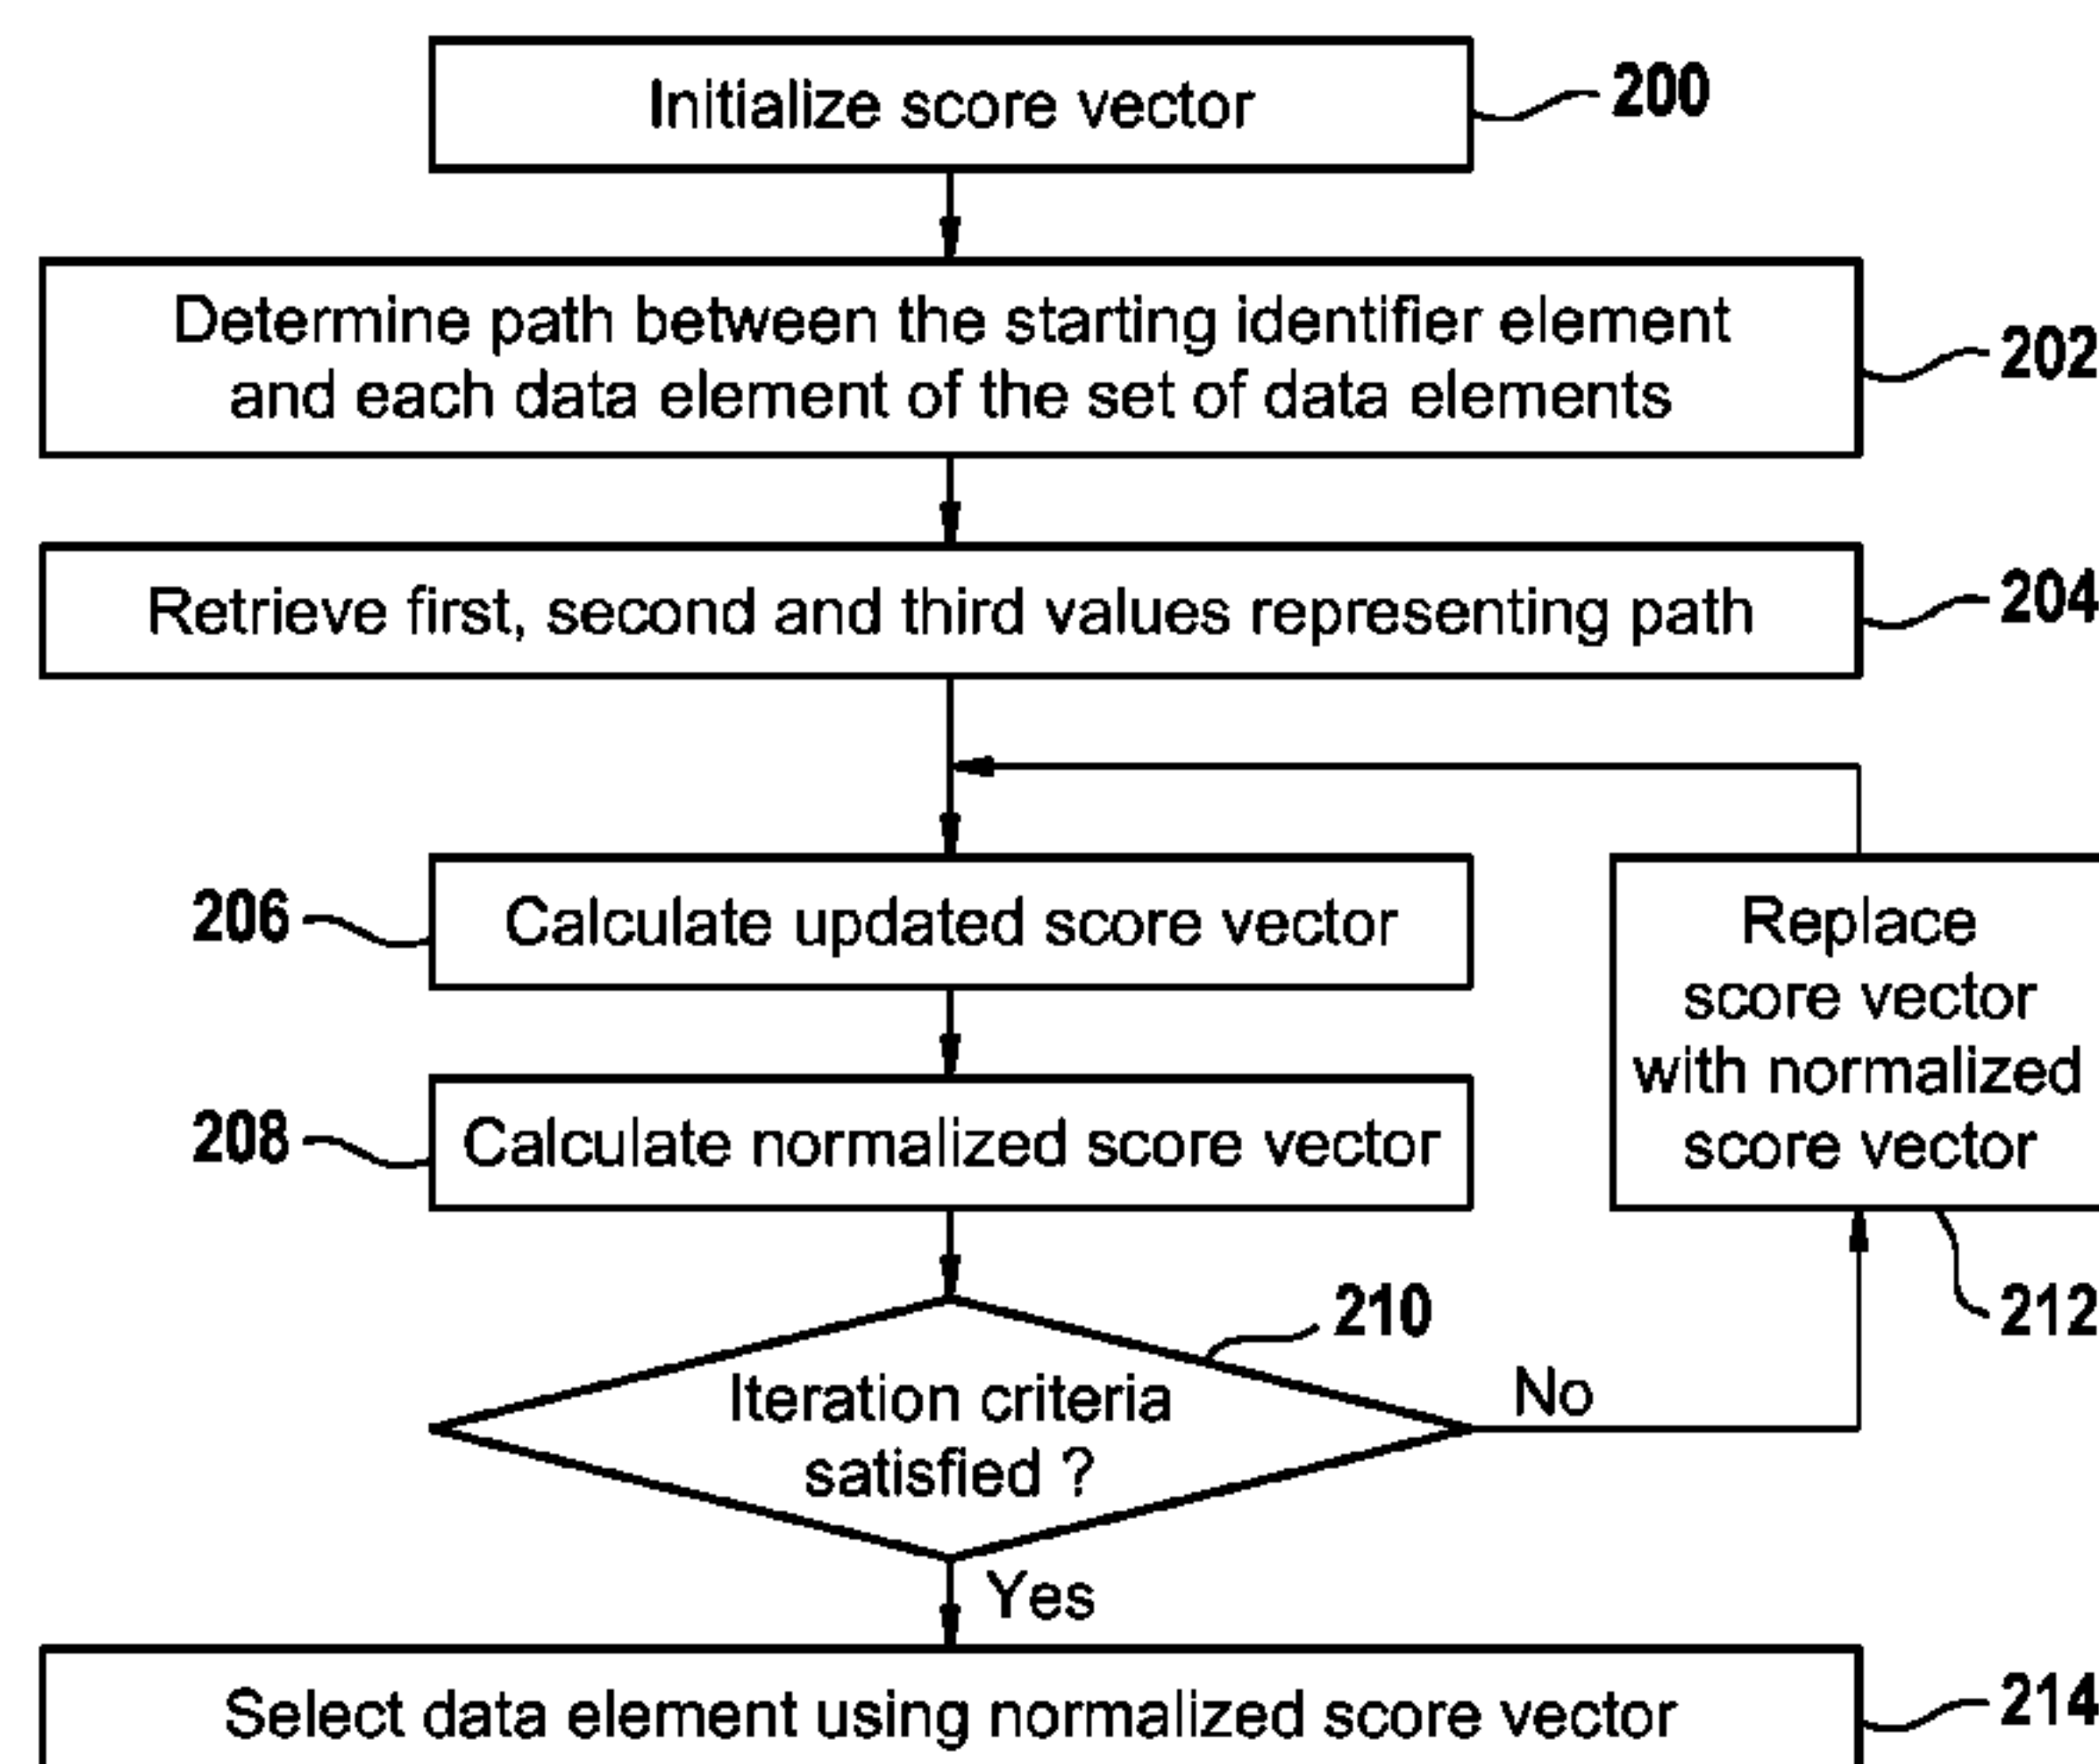 Initialize score vector
200
Determine path between the starting identifier element
and each data element of the set of data elements
202
Retrieve first, second and third values representing path
204
206
Calculate updated score vector
Replace
score vector
with normalized
score vector
208
Calculate normalized score vector
210
212
Iteration criteria
satisfied ?
No
Yes
Select data element using normalized score vector
214